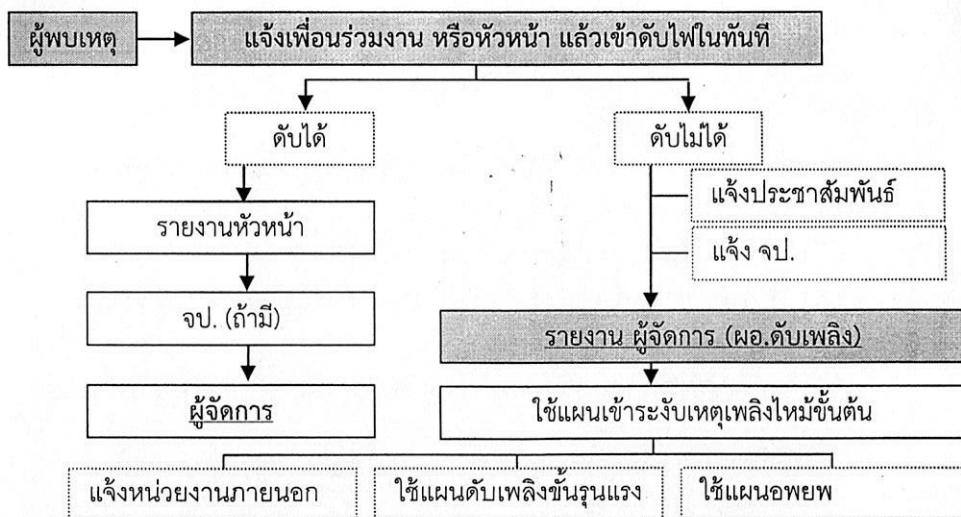 ผู้พบเหตุ
แจ้งเพื่อนร่วมงาน หรือหัวหน้า แล้วเข้าดับไฟในทันที
ดับได้
ดับไม่ได้
แจ้งประชาสัมพันธ์
รายงานหัวหน้า
แจ้ง จป.
จป. (ถ้ามี)
รายงาน ผู้จัดการ (ผอ.ดับเพลิง)
ผู้จัดการ
ใช้แผนเข้าระงับเหตุเพลิงไหม้ขั้นต้น
แจ้งหน่วยงานภายนอก
ใช้แผนดับเพลิงขั้นรุนแรง
ใช้แผนอพยพ